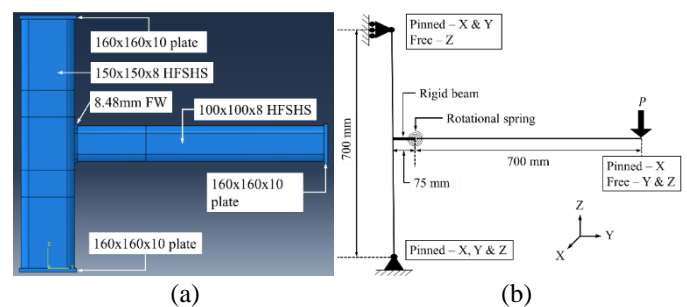 160x160x10 plate
150x150x8 HFSHS
8.48mm FW
100x100x8 HFSHS
160x160x10
plate
160x160x10 plate
(a)
Pinned – X & Y
Free – Z
Rigid beam
Rotational spring
P
700 mm
700 mm
75 mm
Pinned – X
Free – Y & Z
Z
Y
X
Pinned – X, Y & Z
(b)